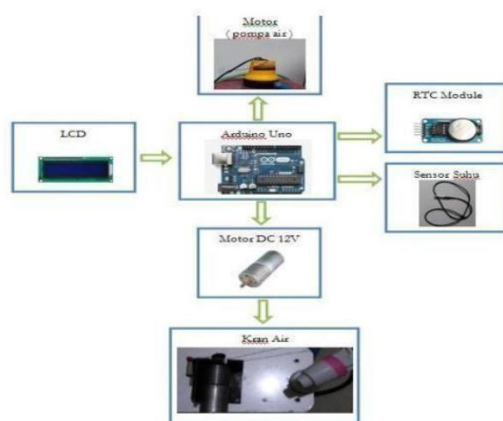 Motor
(pompa air)
RTC Module
LCD
Arduino Uno
Sensor Suhu
Motor DC 12V
Kran Air